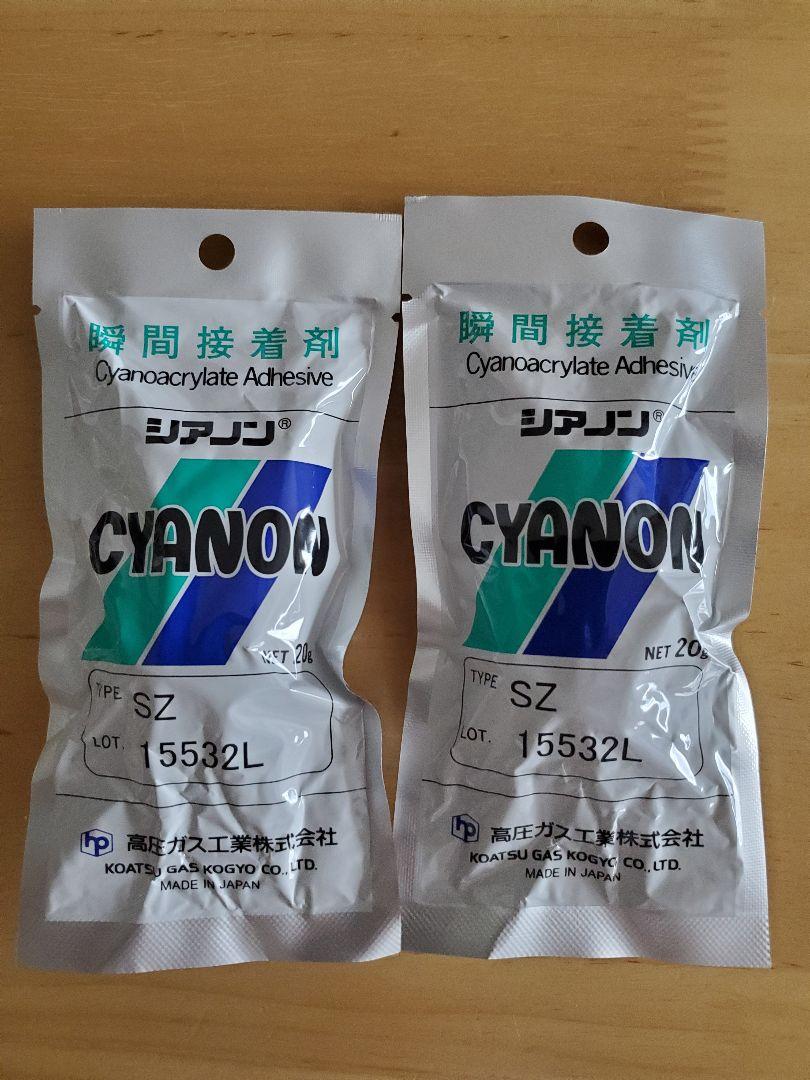 瞬間接着剤
Cyanoacrylate Adhesive
シアノン®
CYANON
NET 20g
TYPE SZ
LOT. 15532L
hp 高圧ガス工業株式会社
KOATSU GAS KOGYO CO., LTD.
MADE IN JAPAN
瞬間接着剤
Cyanoacrylate Adhesive
シアノン®
CYANON
NET 20g
TYPE SZ
LOT. 15532L
hp 高圧ガス工業株式会社
KOATSU GAS KOGYO CO., LTD.
MADE IN JAPAN